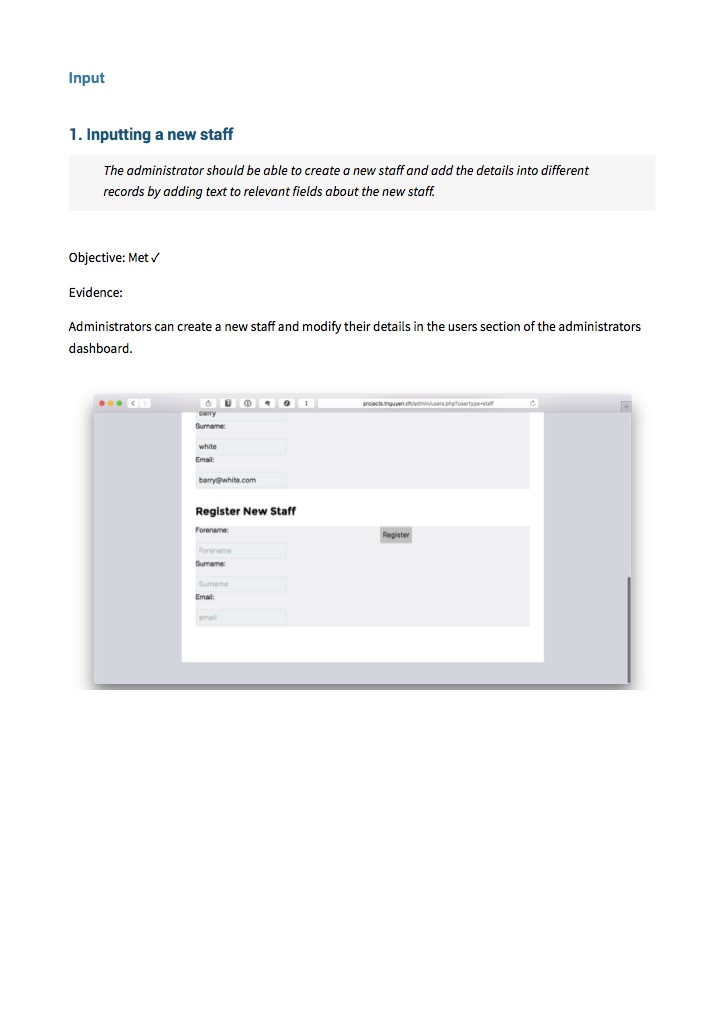 Input
1. Inputting a new staff
The administrator should be able to create a new staff and add the details into different
records by adding text to relevant fields about the new staff.
Objective: Met ✓
Evidence:
Administrators can create a new staff and modify their details in the users section of the administrators
dashboard.
projects.tnguyen.ch/admin/users.php?usertype=staff
barry
Surname:
white
Email:
barry@white.com
Register New Staff
Forename:
Register
Forename
Surname:
Surname
Email:
email